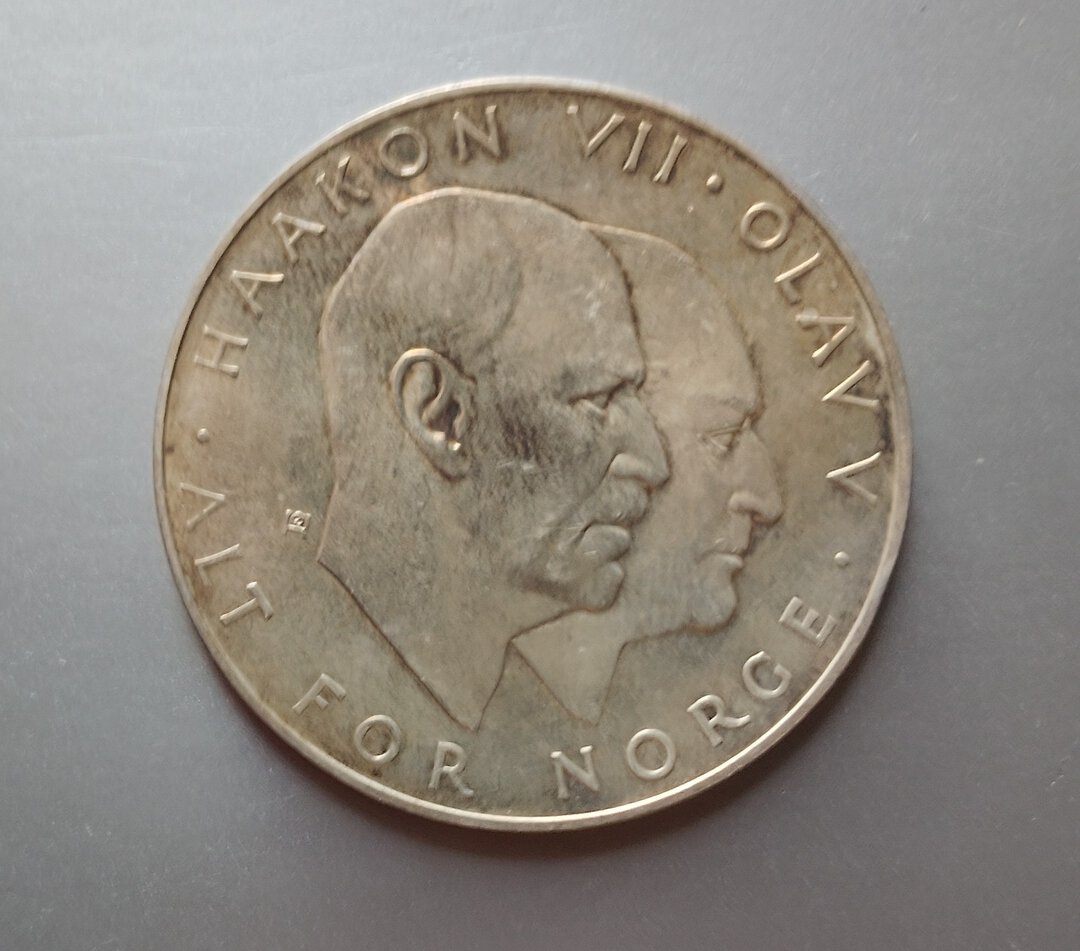 HAAKON VII · OLAV V ·
ALT FOR NORGE ·